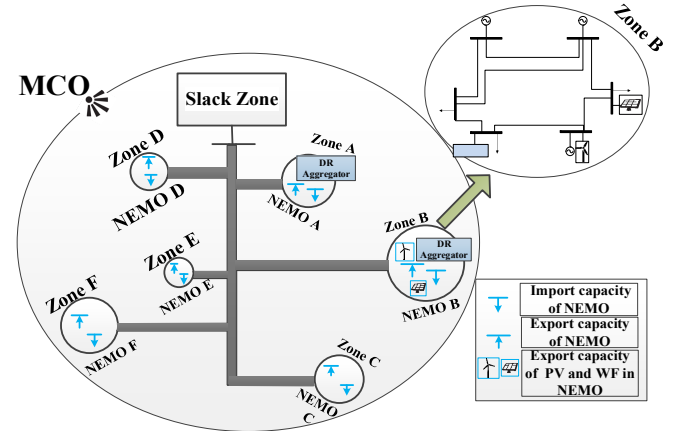 MCO
Slack Zone
Zone D
NEMO D
Zone A
DR
Aggregator
NEMO A
Zone B
DR
Aggregator
NEMO B
Zone E
NEMO E
Zone F
NEMO F
Zone C
NEMO
C
Zone B
Import capacity
of NEMO
Export capacity
of NEMO
Export capacity
of PV and WF in
NEMO